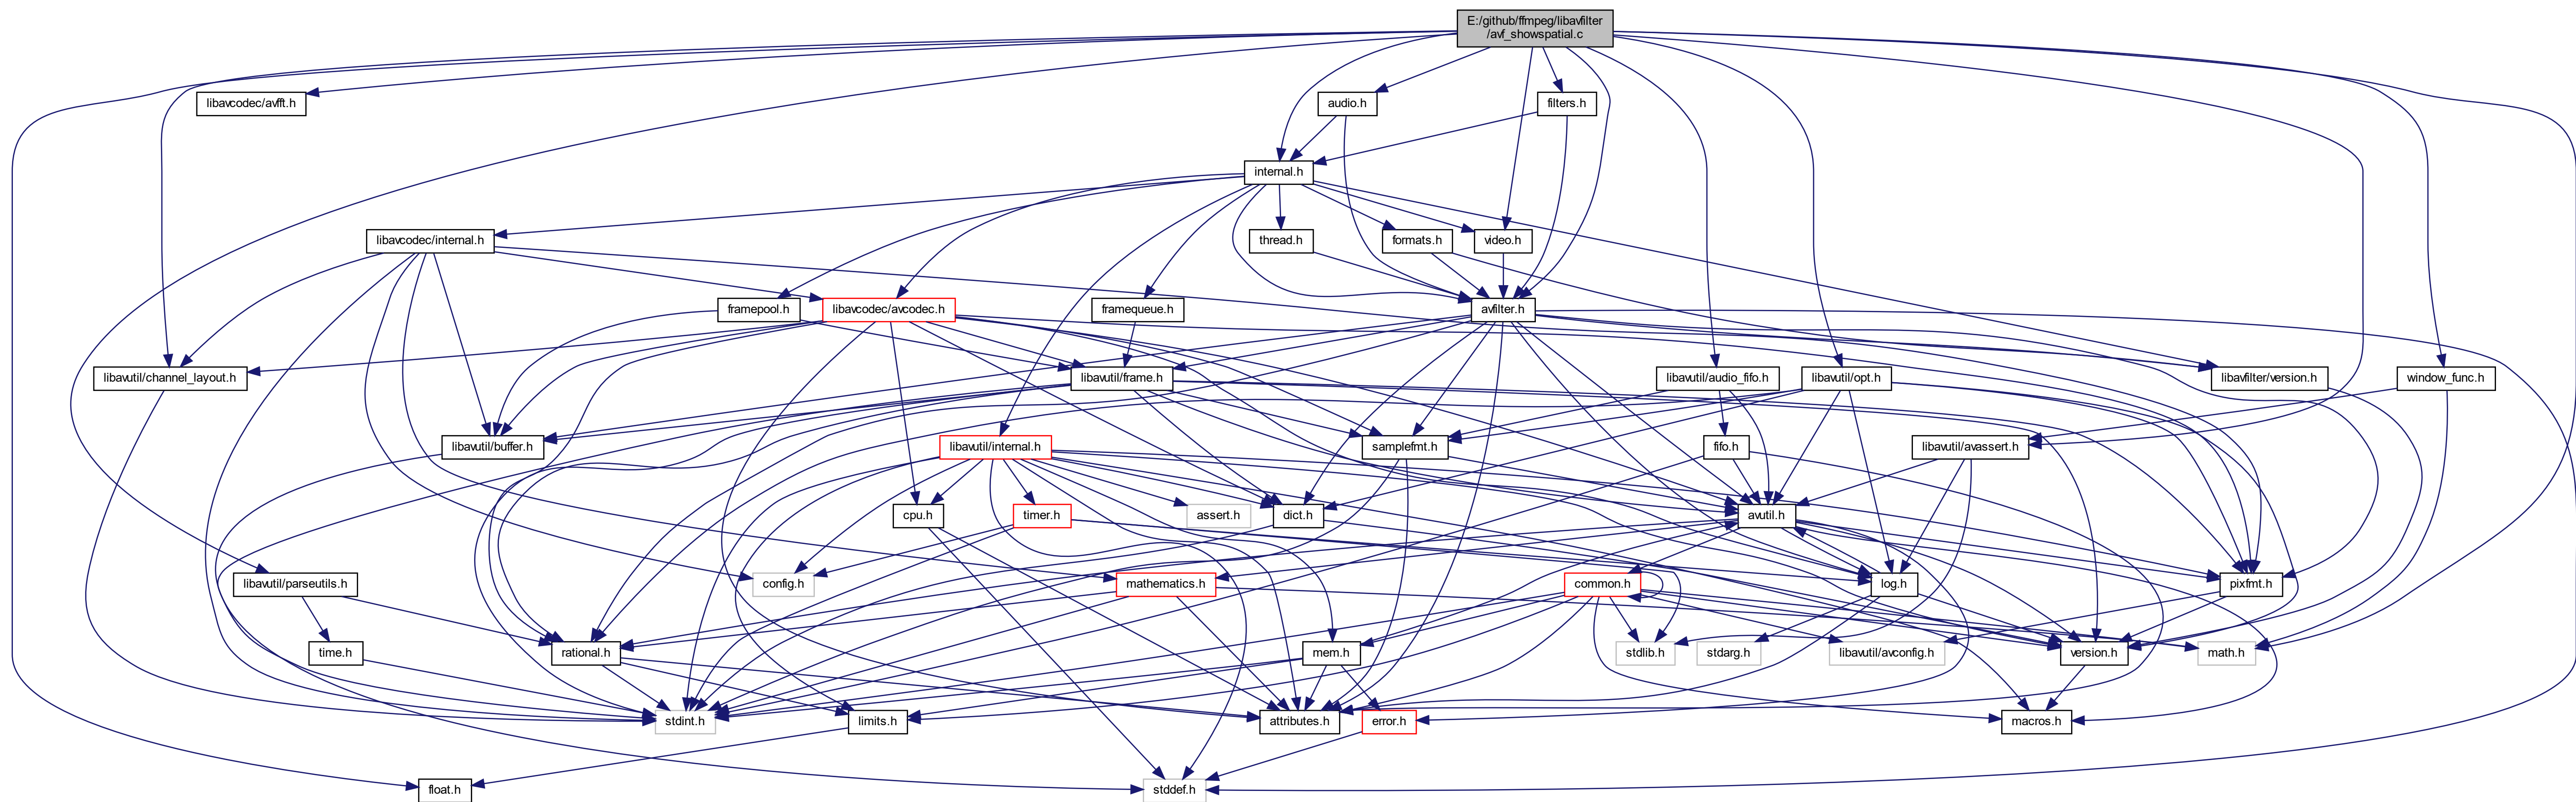 E:/github/ffmpeg/libavfilter
/avf_showspatial.c
libavcodec/avfft.h
audio.h
filters.h
internal.h
libavcodec/internal.h
thread.h
formats.h
video.h
framepool.h
libavcodec/avcodec.h
framequeue.h
avfilter.h
libavutil/channel_layout.h
libavutil/frame.h
libavutil/audio_fifo.h
libavutil/opt.h
libavfilter/version.h
window_func.h
libavutil/buffer.h
libavutil/internal.h
samplefmt.h
fifo.h
libavutil/avassert.h
cpu.h
timer.h
assert.h
dict.h
avutil.h
libavutil/parseutils.h
config.h
mathematics.h
common.h
log.h
pixfmt.h
time.h
rational.h
mem.h
stdlib.h
stdarg.h
libavutil/avconfig.h
version.h
math.h
stdint.h
limits.h
attributes.h
error.h
macros.h
float.h
stddef.h